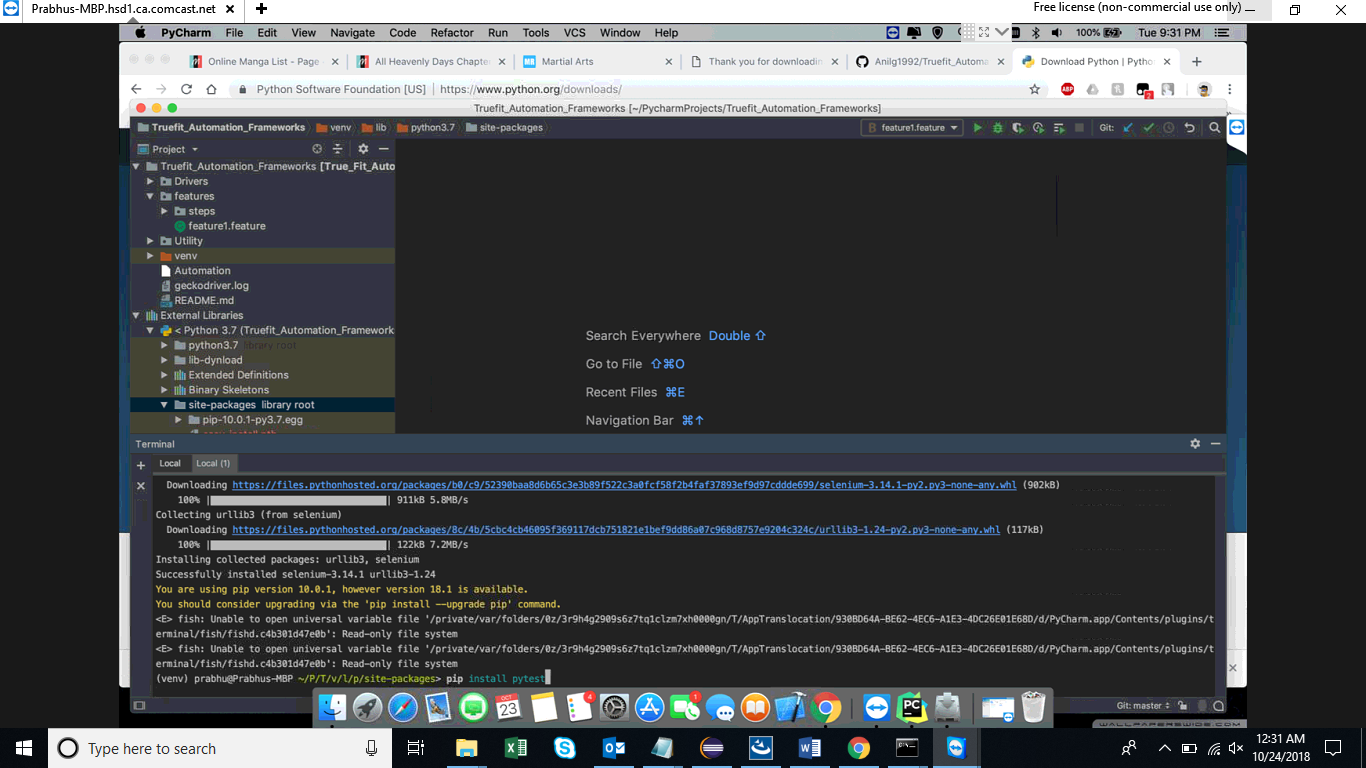 Prabhus-MBP.hsd1.ca.comcast.net
Free license (non-commercial use only)
PyCharm File Edit View Navigate Code Refactor Run Tools VCS Window Help
100% Tue 9:31 PM
Online Manga List - Page
All Heavenly Days Chapter
Martial Arts
Thank you for downloadin
Anilg1992/Truefit_Automa
Download Python | Pytho
Python Software Foundation [US] | https://www.python.org/downloads/
ABP
2
Truefit_Automation_Frameworks [~/PycharmProjects/Truefit_Automation_Frameworks]
Truefit_Automation_Frameworks venv lib python3.7 site-packages
feature1.feature
Git:
Project
Truefit_Automation_Frameworks [True_Fit_Auto
Drivers
features
steps
feature1.feature
Utility
venv
Automation
geckodriver.log
README.md
External Libraries
< Python 3.7 (Truefit_Automation_Framework
python3.7 library root
lib-dynload
Extended Definitions
Binary Skeletons
site-packages library root
pip-10.0.1-py3.7.egg
Search Everywhere Double ⇧
Go to File ⇧⌘O
Recent Files ⌘E
Navigation Bar ⌘↑
Terminal
Local
Local (1)
Downloading https://files.pythonhosted.org/packages/b0/c9/52390baa8d6b65c3e3b89f522c3a0fcf58f2b4faf37893ef9d97cddde699/selenium-3.14.1-py2.py3-none-any.whl (902kB)
100% | | 911kB 5.8MB/s
Collecting urllib3 (from selenium)
Downloading https://files.pythonhosted.org/packages/8c/4b/5cbc4cb46095f369117dcb751821e1bef9dd86a07c968d8757e9204c324c/urllib3-1.24-py2.py3-none-any.whl (117kB)
100% | | 122kB 7.2MB/s
Installing collected packages: urllib3, selenium
Successfully installed selenium-3.14.1 urllib3-1.24
You are using pip version 10.0.1, however version 18.1 is available.
You should consider upgrading via the 'pip install --upgrade pip' command.
<E> fish: Unable to open universal variable file '/private/var/folders/0z/3r9h4g2909s6z7tq1clzm7xh0000gn/T/AppTranslocation/930BD64A-BE62-4EC6-A1E3-4DC26E01E68D/d/PyCharm.app/Contents/plugins/t
erminal/fish/fishd.c4b301d47e0b': Read-only file system
<E> fish: Unable to open universal variable file '/private/var/folders/0z/3r9h4g2909s6z7tq1clzm7xh0000gn/T/AppTranslocation/930BD64A-BE62-4EC6-A1E3-4DC26E01E68D/d/PyCharm.app/Contents/plugins/t
erminal/fish/fishd.c4b301d47e0b': Read-only file system
(venv) prabhu@Prabhus-MBP ~/P/T/v/l/p/site-packages> pip install pytest
OCT
23
4
1
PC
Git: master
Type here to search
12:31 AM
10/24/2018